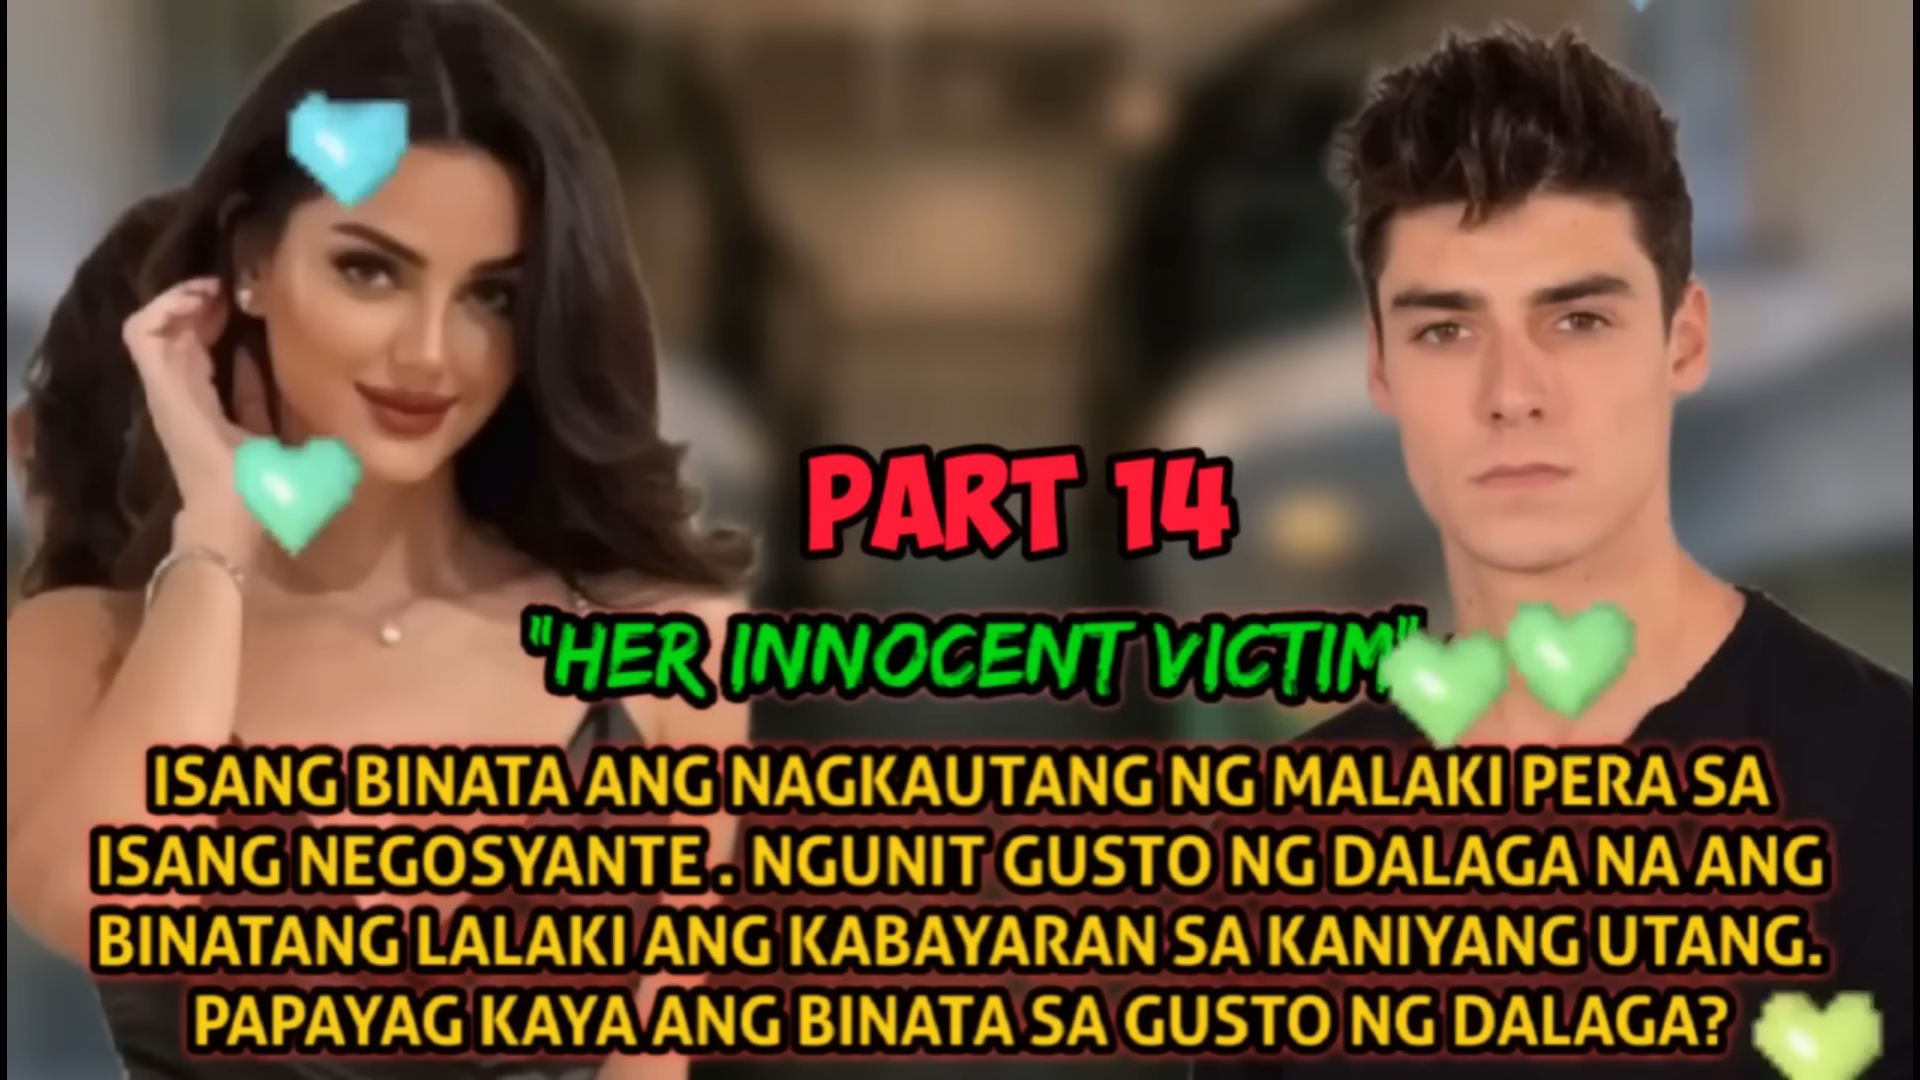 PART 14
"HER INNOCENT VICTIM"
ISANG BINATA ANG NAGKAUTANG NG MALAKI PERA SA
ISANG NEGOSYANTE. NGUNIT GUSTO NG DALAGA NA ANG
BINATANG LALAKI ANG KABAYARAN SA KANIYANG UTANG.
PAPAYAG KAYA ANG BINATA SA GUSTO NG DALAGA?